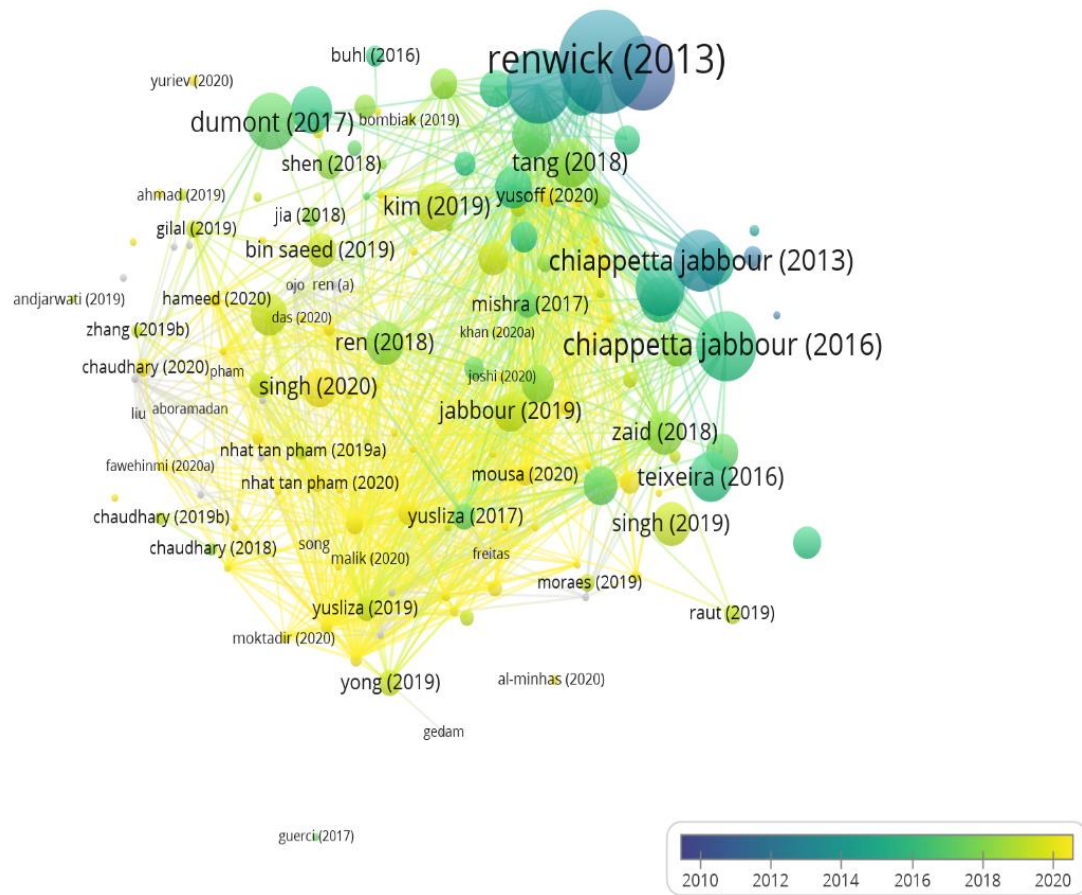 renwick (2013)
buhl (2016)
yuriev (2020)
dumont (2017)
bombiak (2019)
shen (2018)
tang (2018)
ahmad (2019)
kim (2019)
yusoff (2020)
jia (2018)
gilal (2019)
bin saeed (2019)
chiappetta jabbour (2013)
ojo
ren (a)
andjarwati (2019)
hameed (2020)
mishra (2017)
das (2020)
zhang (2019b)
khan (2020a)
ren (2018)
chiappetta jabbour (2016)
chaudhary (2020)
pham
joshi (2020)
singh (2020)
liu
aboramadan
jabbour (2019)
zaid (2018)
nhat tan pham (2019a)
fawehinmi (2020a)
mousa (2020)
teixeira (2016)
nhat tan pham (2020)
chaudhary (2019b)
yusliza (2017)
singh (2019)
chaudhary (2018)
song
malik (2020)
freitas
moraes (2019)
yusliza (2019)
raut (2019)
moktadir (2020)
yong (2019)
al-minhas (2020)
gedam
guerci (2017)
2010 2012 2014 2016 2018 2020